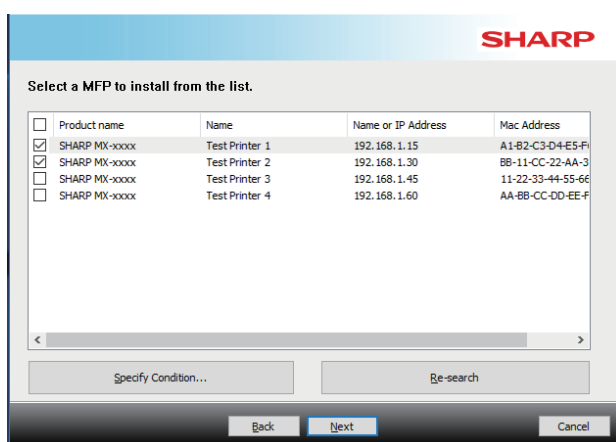 SHARP
Select a MFP to install from the list.
Product name Name Name or IP Address Mac Address
SHARP MX-xxxx Test Printer 1 192.168.1.15 A1-B2-C3-D4-E5-F
SHARP MX-xxxx Test Printer 2 192.168.1.30 BB-11-CC-22-AA-3
SHARP MX-xxxx Test Printer 3 192.168.1.45 11-22-33-44-55-66
SHARP MX-xxxx Test Printer 4 192.168.1.60 AA-BB-CC-DD-EE-F
Specify Condition... Re-search
Back Next Cancel